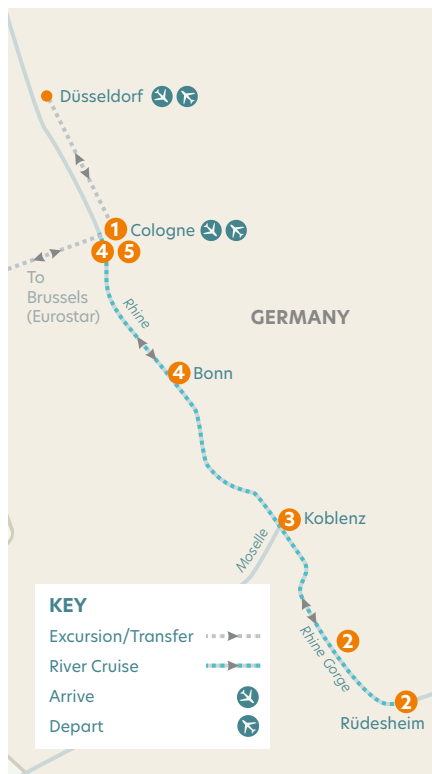 Düsseldorf
1 Cologne
4 5
To
Brussels
(Eurostar)
Rhine
GERMANY
4 Bonn
3 Koblenz
Moselle
Rhine Gorge
2
2
Rüdesheim
KEY
Excursion/Transfer
River Cruise
Arrive
Depart